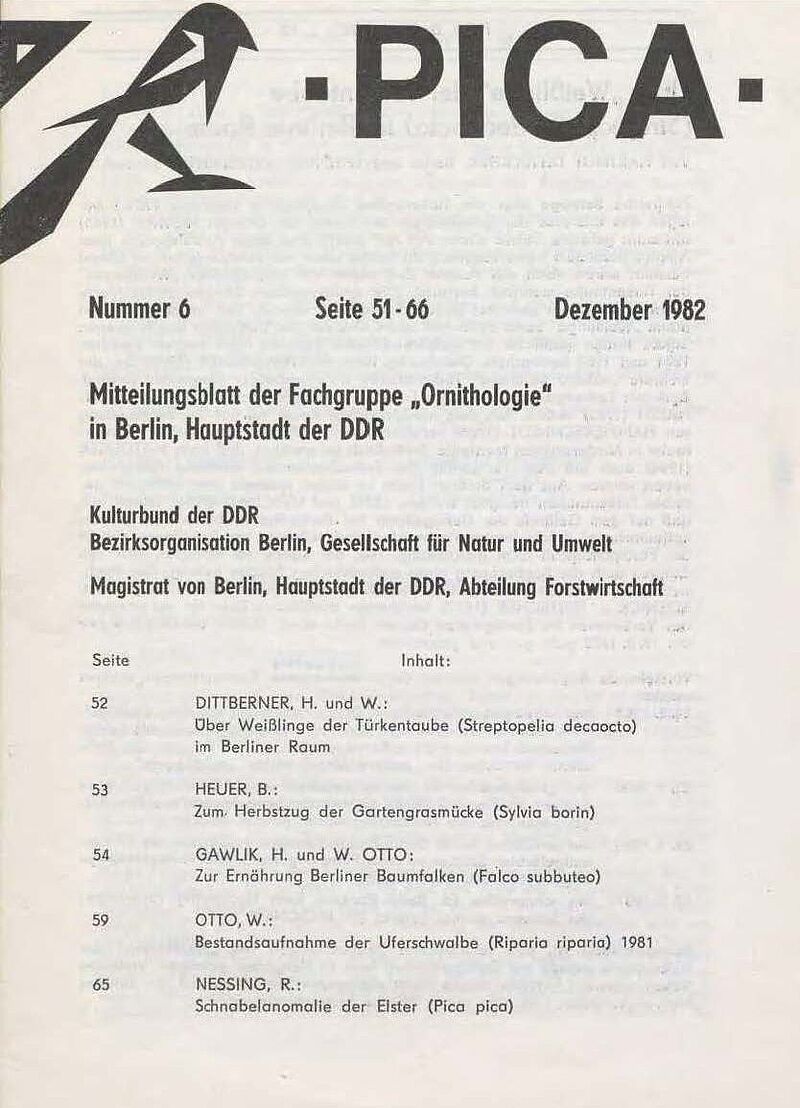 ·PICA·
Nummer 6 Seite 51-66 Dezember 1982
Mitteilungsblatt der Fachgruppe „Ornithologie"
in Berlin, Hauptstadt der DDR
Kulturbund der DDR
Bezirksorganisation Berlin, Gesellschaft für Natur und Umwelt
Magistrat von Berlin, Hauptstadt der DDR, Abteilung Forstwirtschaft
Seite Inhalt:
52 DITTBERNER, H. und W.:
Über Weißlinge der Türkentaube (Streptopelia decaocto)
im Berliner Raum
53 HEUER, B.:
Zum Herbstzug der Gartengrasmücke (Sylvia borin)
54 GAWLIK, H. und W. OTTO:
Zur Ernährung Berliner Baumfalken (Falco subbuteo)
59 OTTO, W.:
Bestandsaufnahme der Uferschwalbe (Riparia riparia) 1981
65 NESSING, R.:
Schnabelanomalie der Elster (Pica pica)